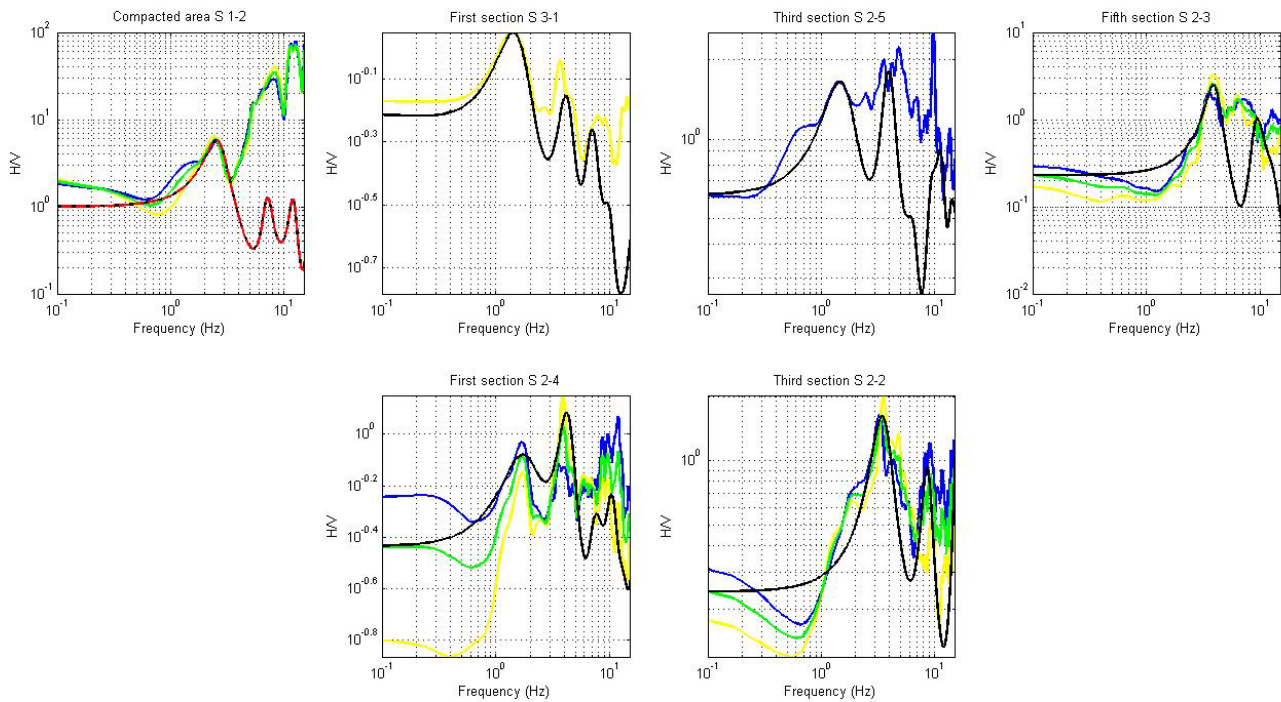 Compacted area S 1-2
First section S 3-1
Third section S 2-5
Fifth section S 2-3
10^2
10^1
10^0
10^-1
H/V
10^-1
10^0
10^1
Frequency (Hz)
10^-0.1
10^-0.3
10^-0.5
10^-0.7
H/V
10^-1
10^0
10^1
Frequency (Hz)
10^0
H/V
10^-1
10^0
10^1
Frequency (Hz)
10^1
10^0
10^-1
10^-2
H/V
10^-1
10^0
10^1
Frequency (Hz)
First section S 2-4
Third section S 2-2
10^0
10^-0.2
10^-0.4
10^-0.6
10^-0.8
H/V
10^-1
10^0
10^1
Frequency (Hz)
10^0
H/V
10^-1
10^0
10^1
Frequency (Hz)